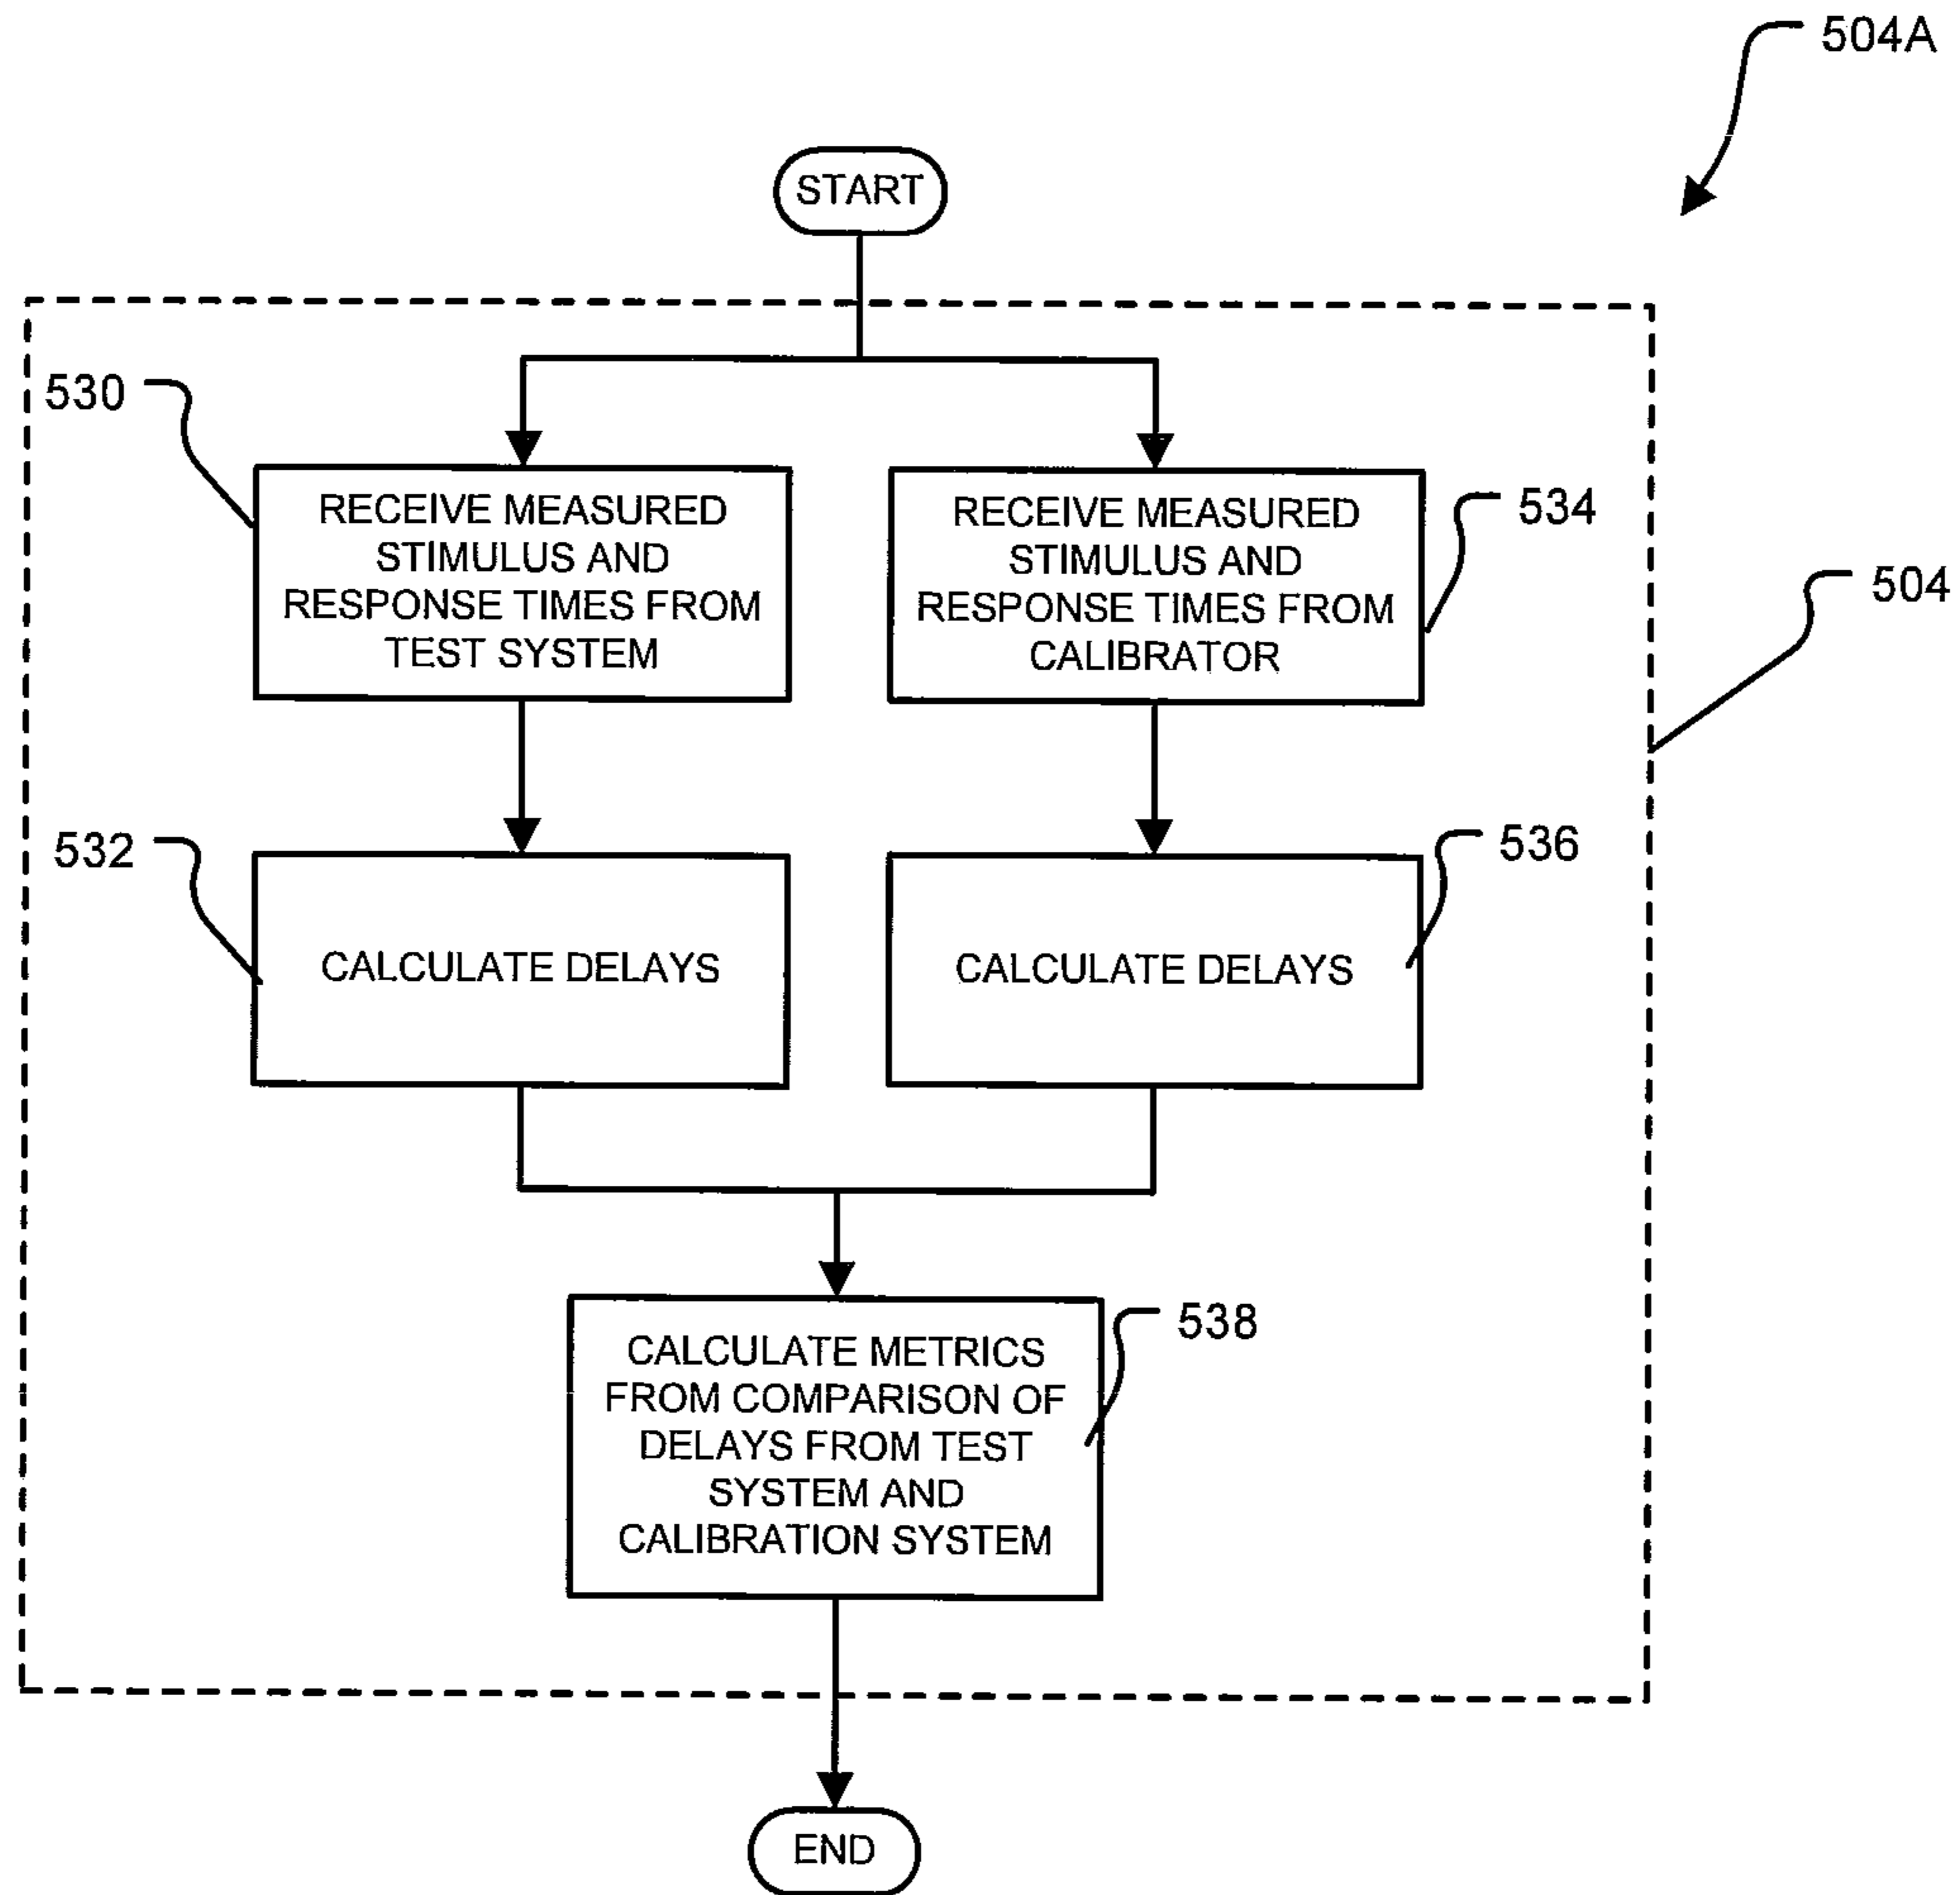 504A
START
530
RECEIVE MEASURED
STIMULUS AND
RESPONSE TIMES FROM
TEST SYSTEM
RECEIVE MEASURED
STIMULUS AND
RESPONSE TIMES FROM
CALIBRATOR
534
504
532
CALCULATE DELAYS
CALCULATE DELAYS
536
CALCULATE METRICS
FROM COMPARISON OF
DELAYS FROM TEST
SYSTEM AND
CALIBRATION SYSTEM
538
END